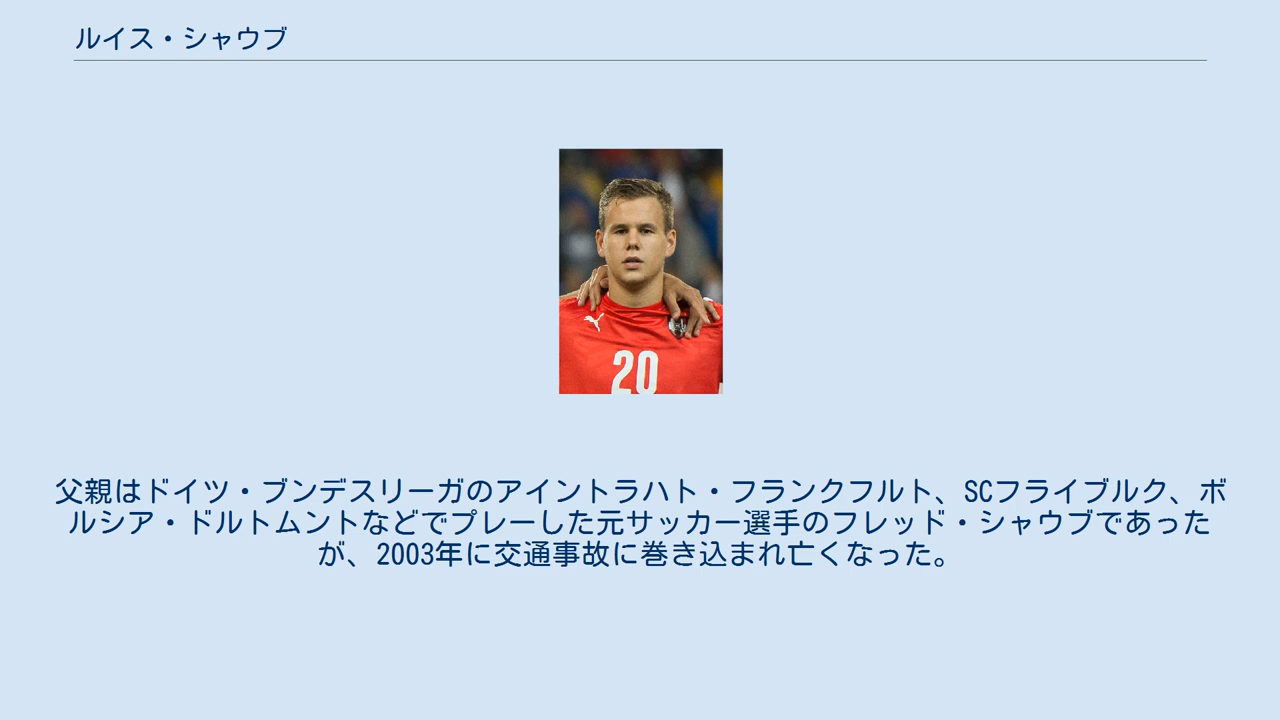 ルイス・シャウブ
20
父親はドイツ・ブンデスリーガのアイントラハト・フランクフルト、SCフライブルク、ボ
ルシア・ドルトムントなどでプレーした元サッカー選手のフレッド・シャウブであった
が、2003年に交通事故に巻き込まれ亡くなった。